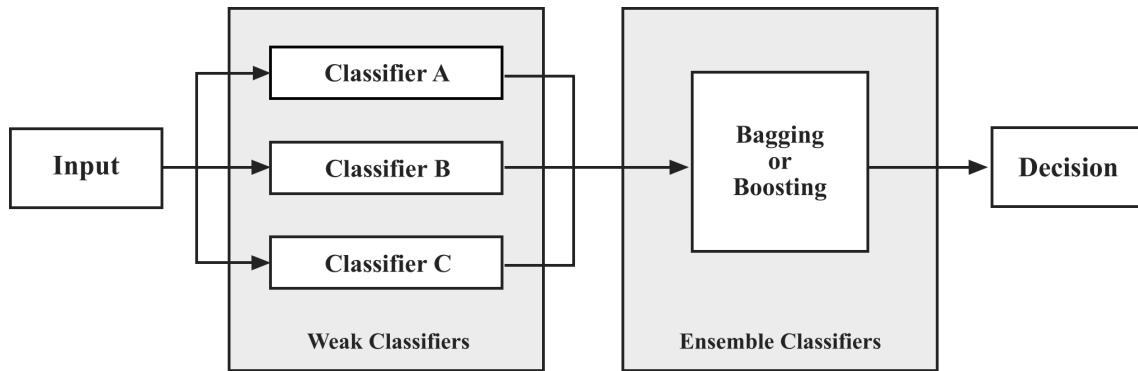 Input
Classifier A
Classifier B
Classifier C
Weak Classifiers
Bagging
or
Boosting
Ensemble Classifiers
Decision